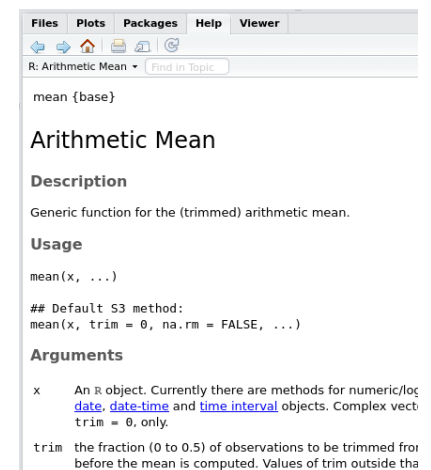 Files Plots Packages Help Viewer
R: Arithmetic Mean Find in Topic
mean {base}
Arithmetic Mean
Description
Generic function for the (trimmed) arithmetic mean.
Usage
mean(x, ...)
## Default S3 method:
mean(x, trim = 0, na.rm = FALSE, ...)
Arguments
x An R object. Currently there are methods for numeric/log
date, date-time and time interval objects. Complex vect
trim = 0, only.
trim the fraction (0 to 0.5) of observations to be trimmed from
before the mean is computed. Values of trim outside tha